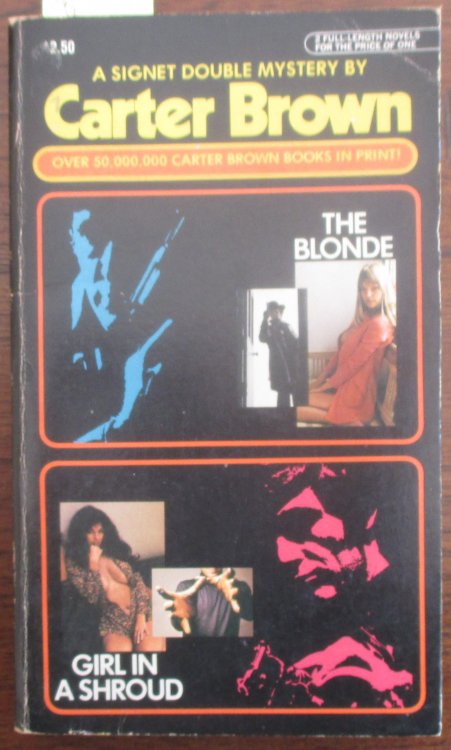 2 FULL-LENGTH NOVELS
FOR THE PRICE OF ONE
$2.50
A SIGNET DOUBLE MYSTERY BY
Carter Brown
OVER 50,000,000 CARTER BROWN BOOKS IN PRINT!
THE
BLONDE
GIRL IN
A SHROUD